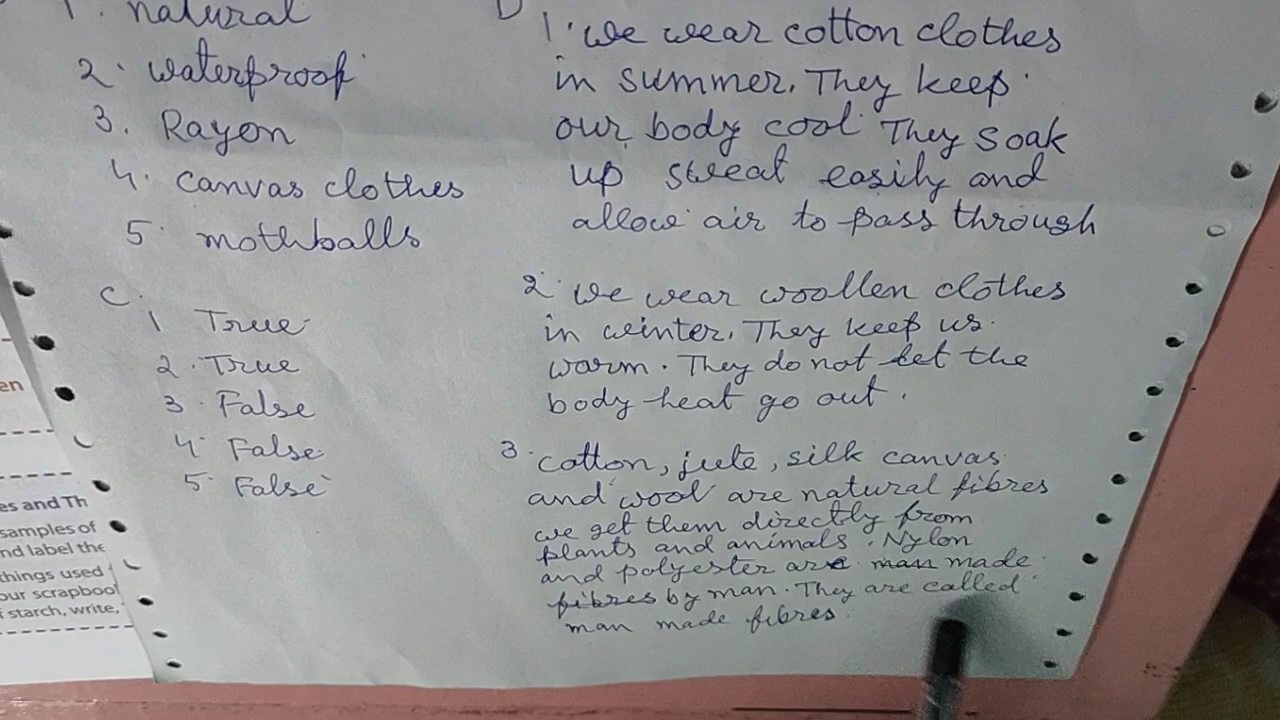 1. natural
2. waterproof
3. Rayon
4. canvas clothes
5. mothballs
C.
1 True
2. True
3. False
4. False
5. False
D
1. we wear cotton clothes
in summer. They keep
our body cool They soak
up sweat easily and
allow air to pass through
2. we wear woollen clothes
in winter. They keep us
warm. They do not let the
body heat go out.
3. cotton, jute, silk canvas
and wool are natural fibres
we get them directly from
plants and animals. Nylon
and polyester are man made
fibres by man. They are called
man made fibres.
en
es and Th
samples of
nd label the
things used
our scrapbook
f starch, write,